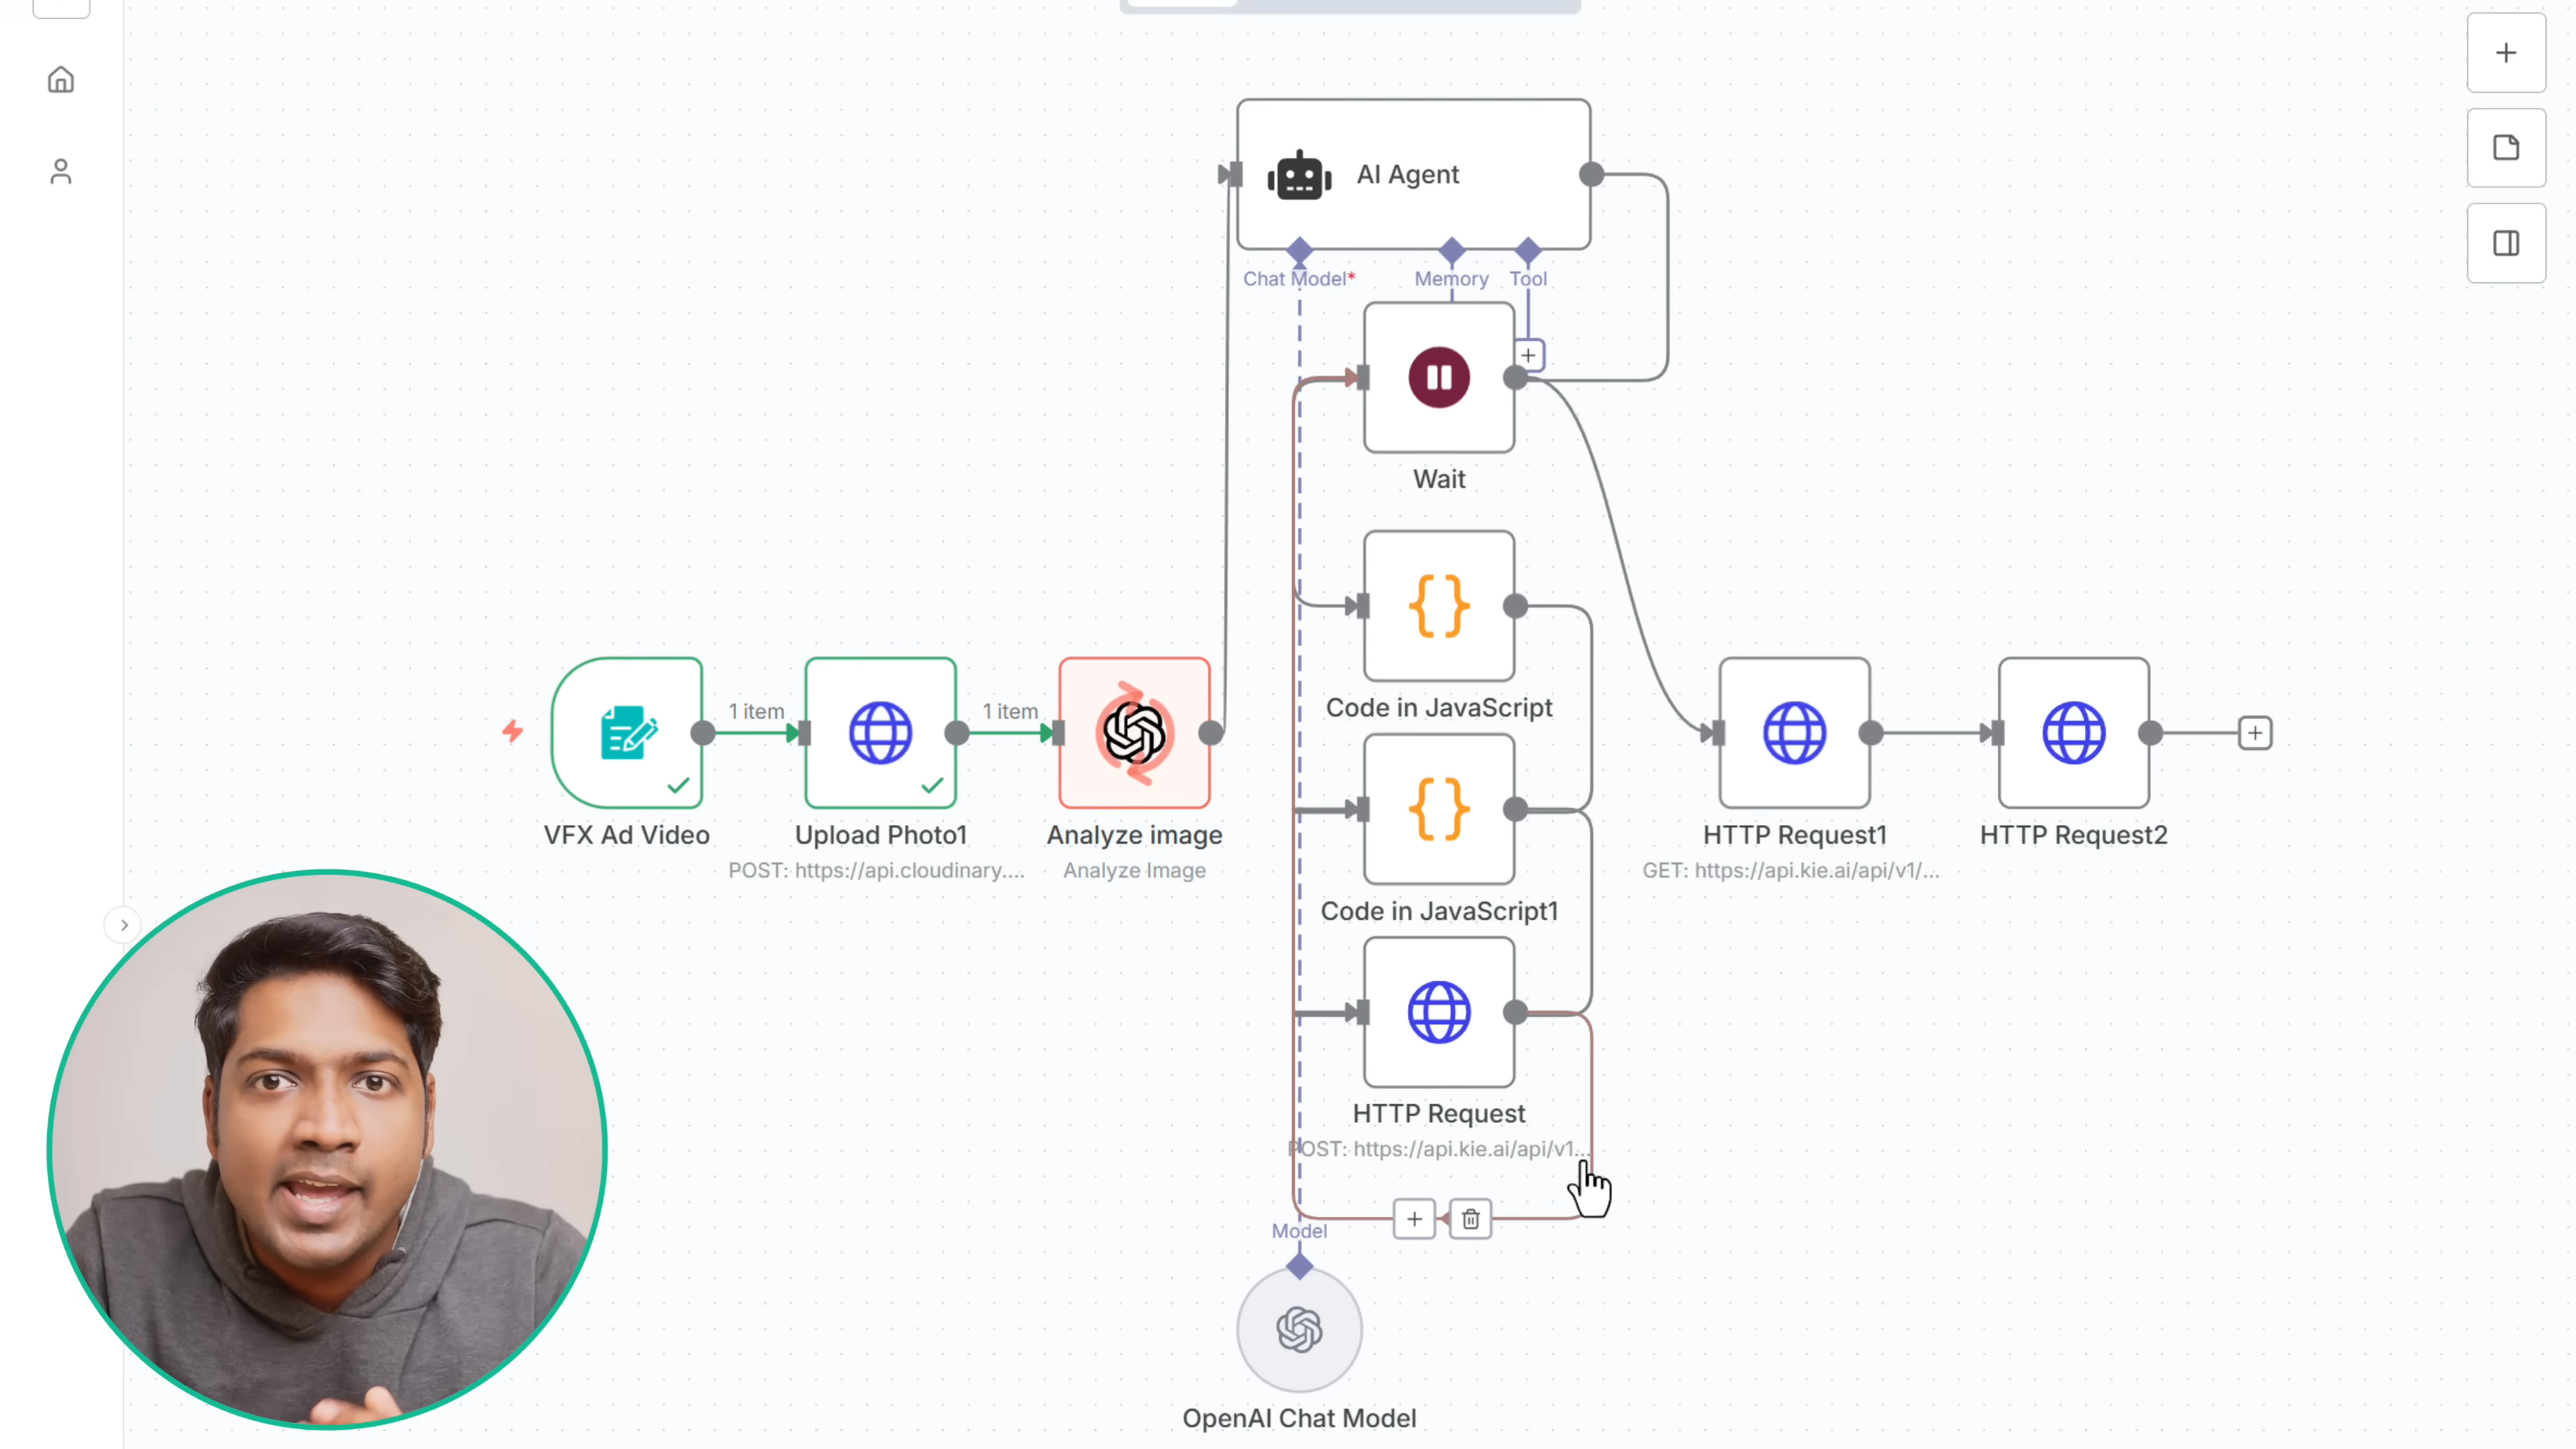 AI Agent
Chat Model*
Memory
Tool
Wait
Code in JavaScript
1 item
1 item
VFX Ad Video
Upload Photo1
POST: https://api.cloudinary....
Analyze image
Analyze Image
HTTP Request1
GET: https://api.kie.ai/api/v1/...
HTTP Request2
Code in JavaScript1
HTTP Request
POST: https://api.kie.ai/api/v1...
Model
OpenAI Chat Model